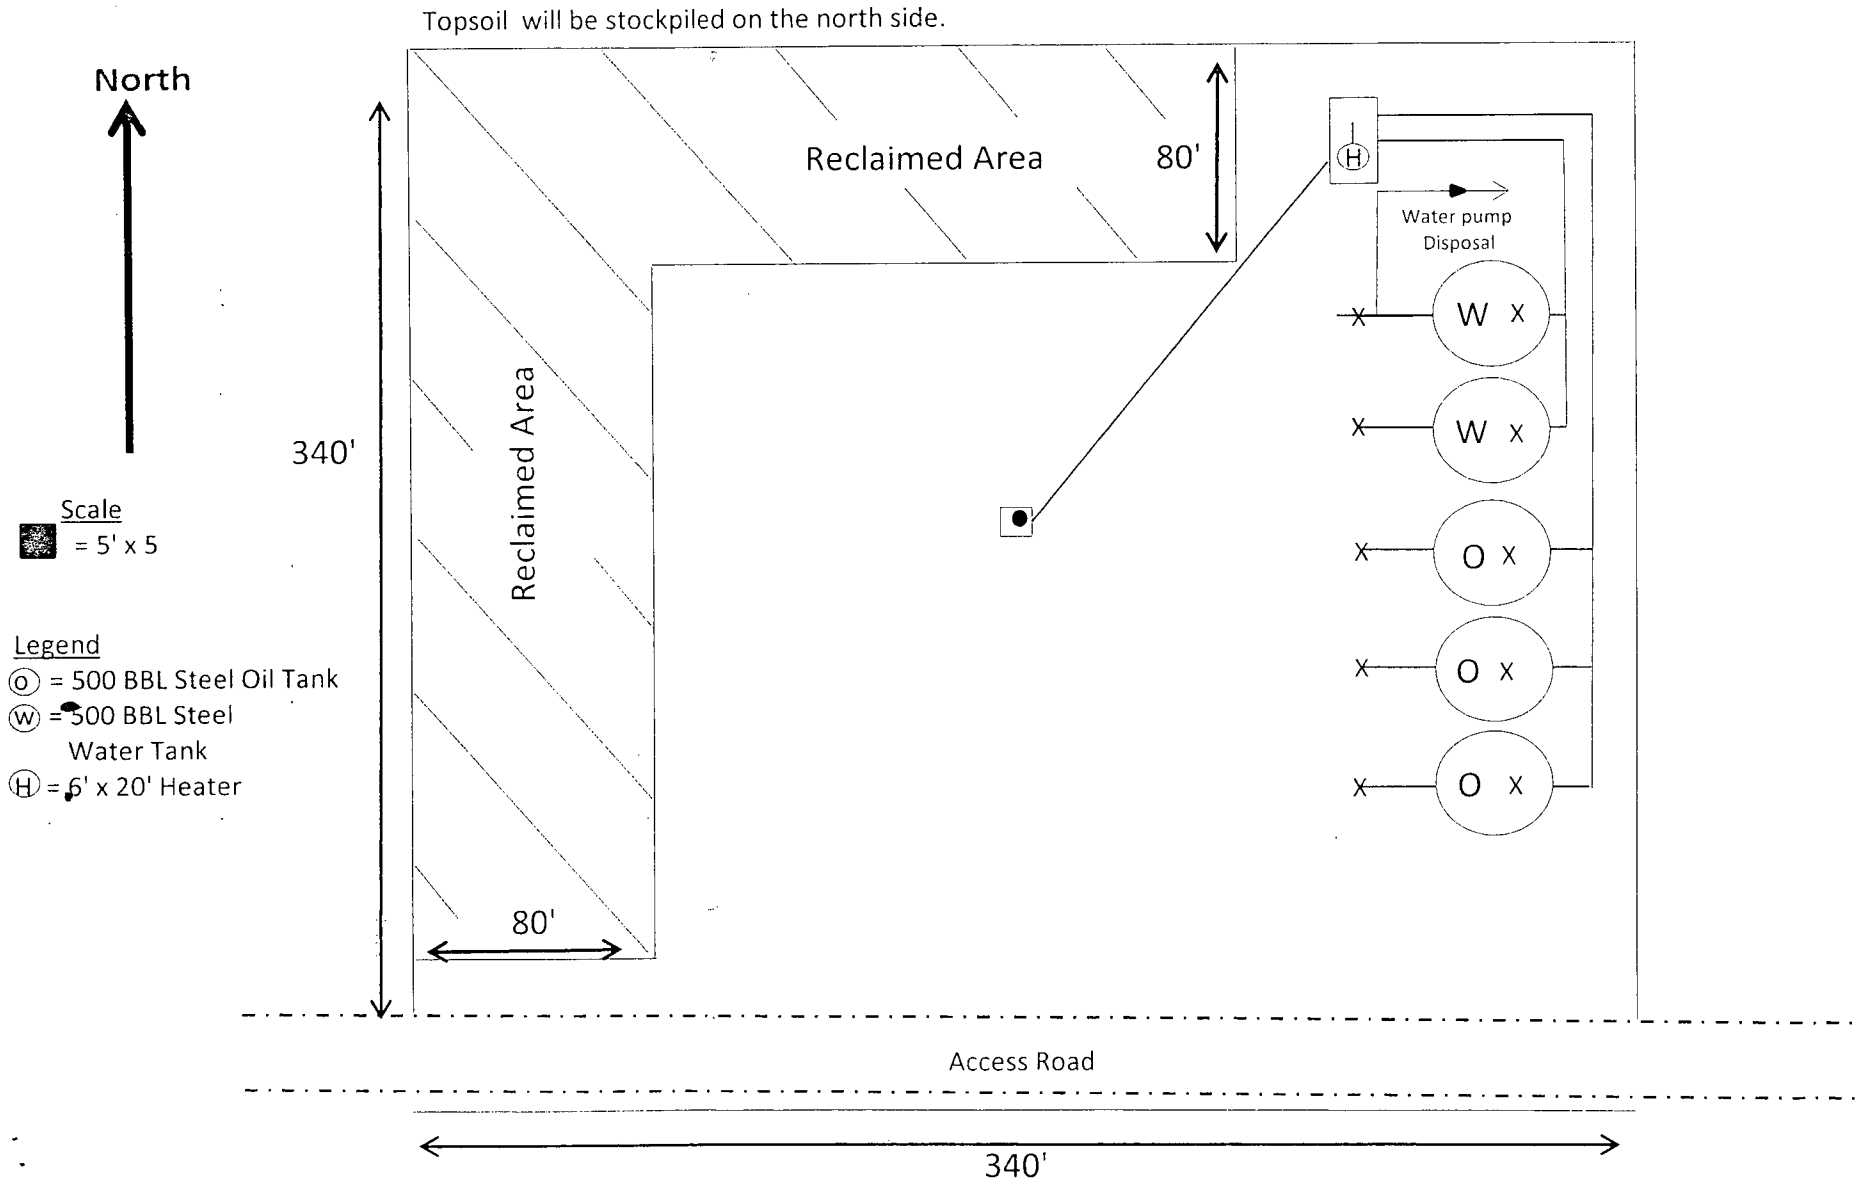 Topsoil will be stockpiled on the north side.
North
Reclaimed Area
80'
H
Water pump
Disposal
W X
X
340'
Reclaimed Area
W X
X
Scale
= 5' x 5
O X
X
Legend
O = 500 BBL Steel Oil Tank
W = 500 BBL Steel
Water Tank
H = 6' x 20' Heater
X O X
X O X
80'
Access Road
340'